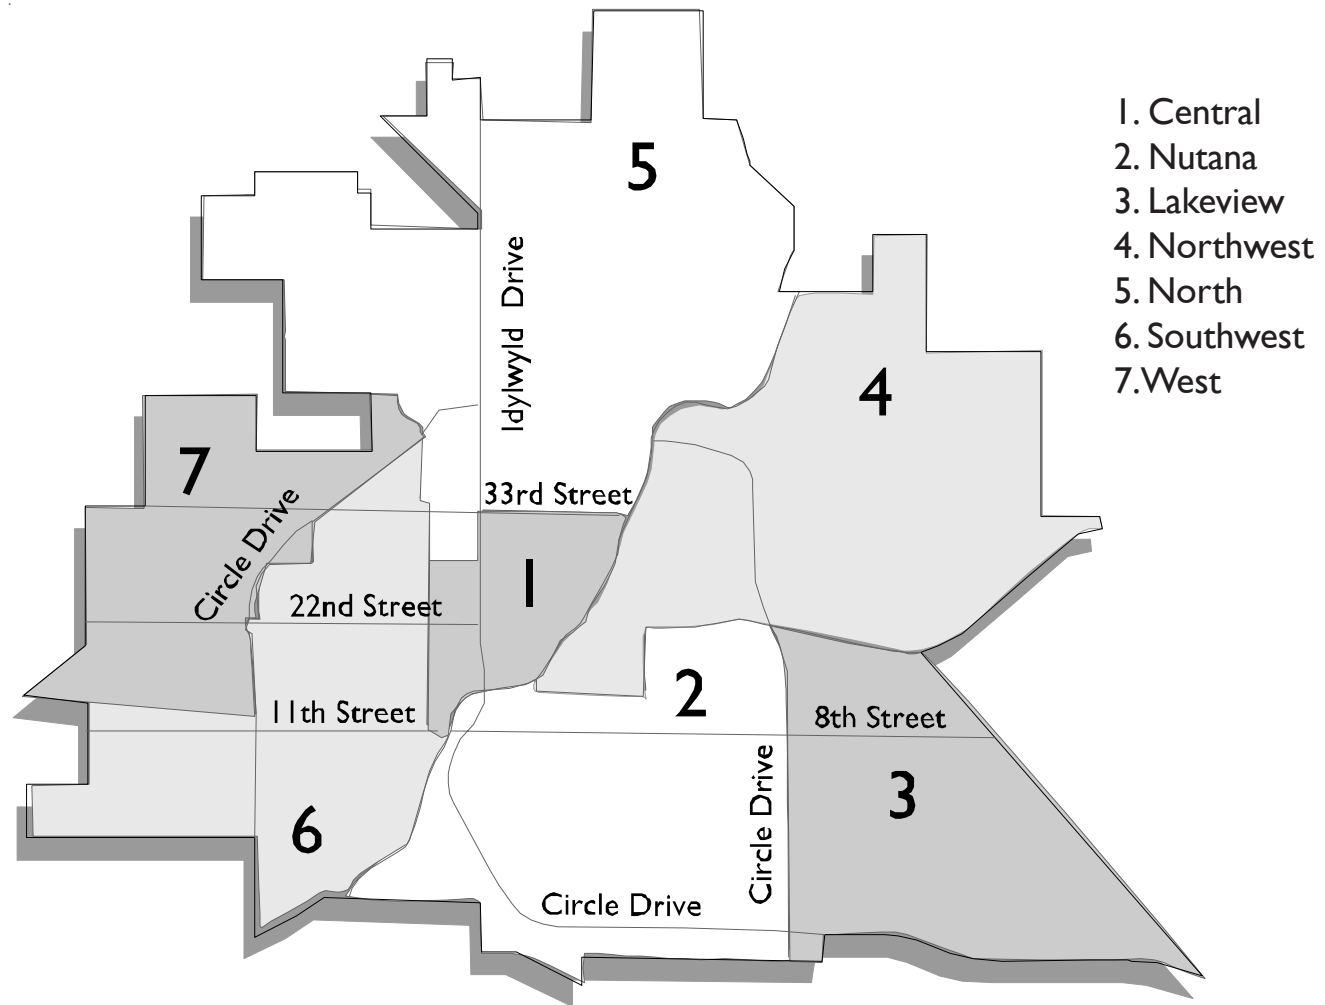 1. Central
2. Nutana
3. Lakeview
4. Northwest
5. North
6. Southwest
7. West
5
Idylwyld Drive
4
7
33rd Street
Circle Drive
1
22nd Street
2
11th Street
8th Street
3
Circle Drive
6
Circle Drive